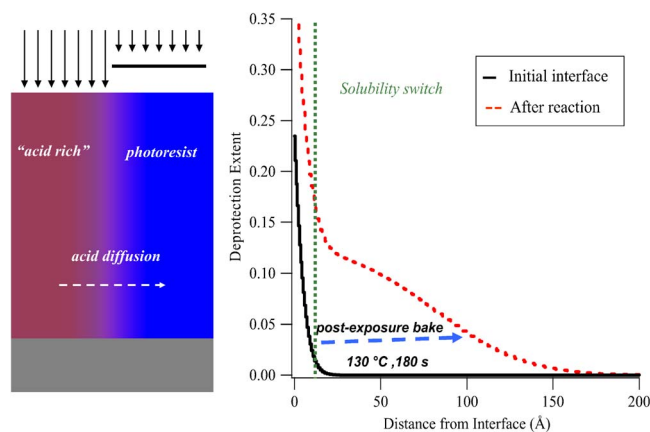 "acid rich"
photoresist
acid diffusion
Deprotection Extent
0.35
0.30
0.25
0.20
0.15
0.10
0.05
0.00
Solubility switch
Initial interface
After reaction
post-exposure bake
130 °C ,180 s
0
50
100
150
200
Distance from Interface (Å)